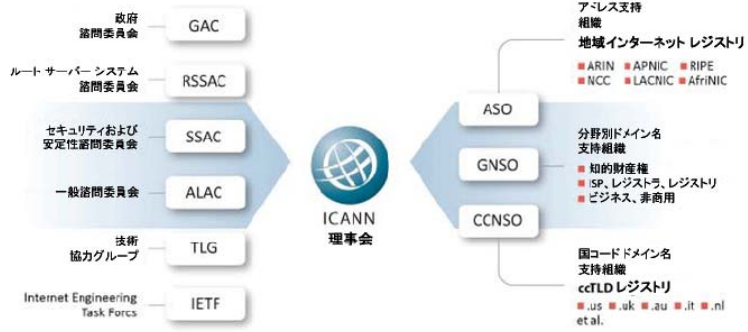 政府
諮問委員会
GAC
ルート サーバー システム
諮問委員会
RSSAC
セキュリティおよび
安定性諮問委員会
SSAC
一般諮問委員会
ALAC
技術
協力グループ
TLG
Internet Engineering
Task Forcs
IETF
ICANN
理事会
アドレス支持
組織
地域インターネット レジストリ
ARIN APNIC RIPE
NCC LACNIC AfriNIC
ASO
分野別ドメイン名
支持組織
GNSO
知的財産権
ISP、レジストラ、レジストリ
ビジネス、非商用
CCNSO
国コードドメイン名
支持組織
ccTLD レジストリ
.us .uk .au .it .nl
et al.